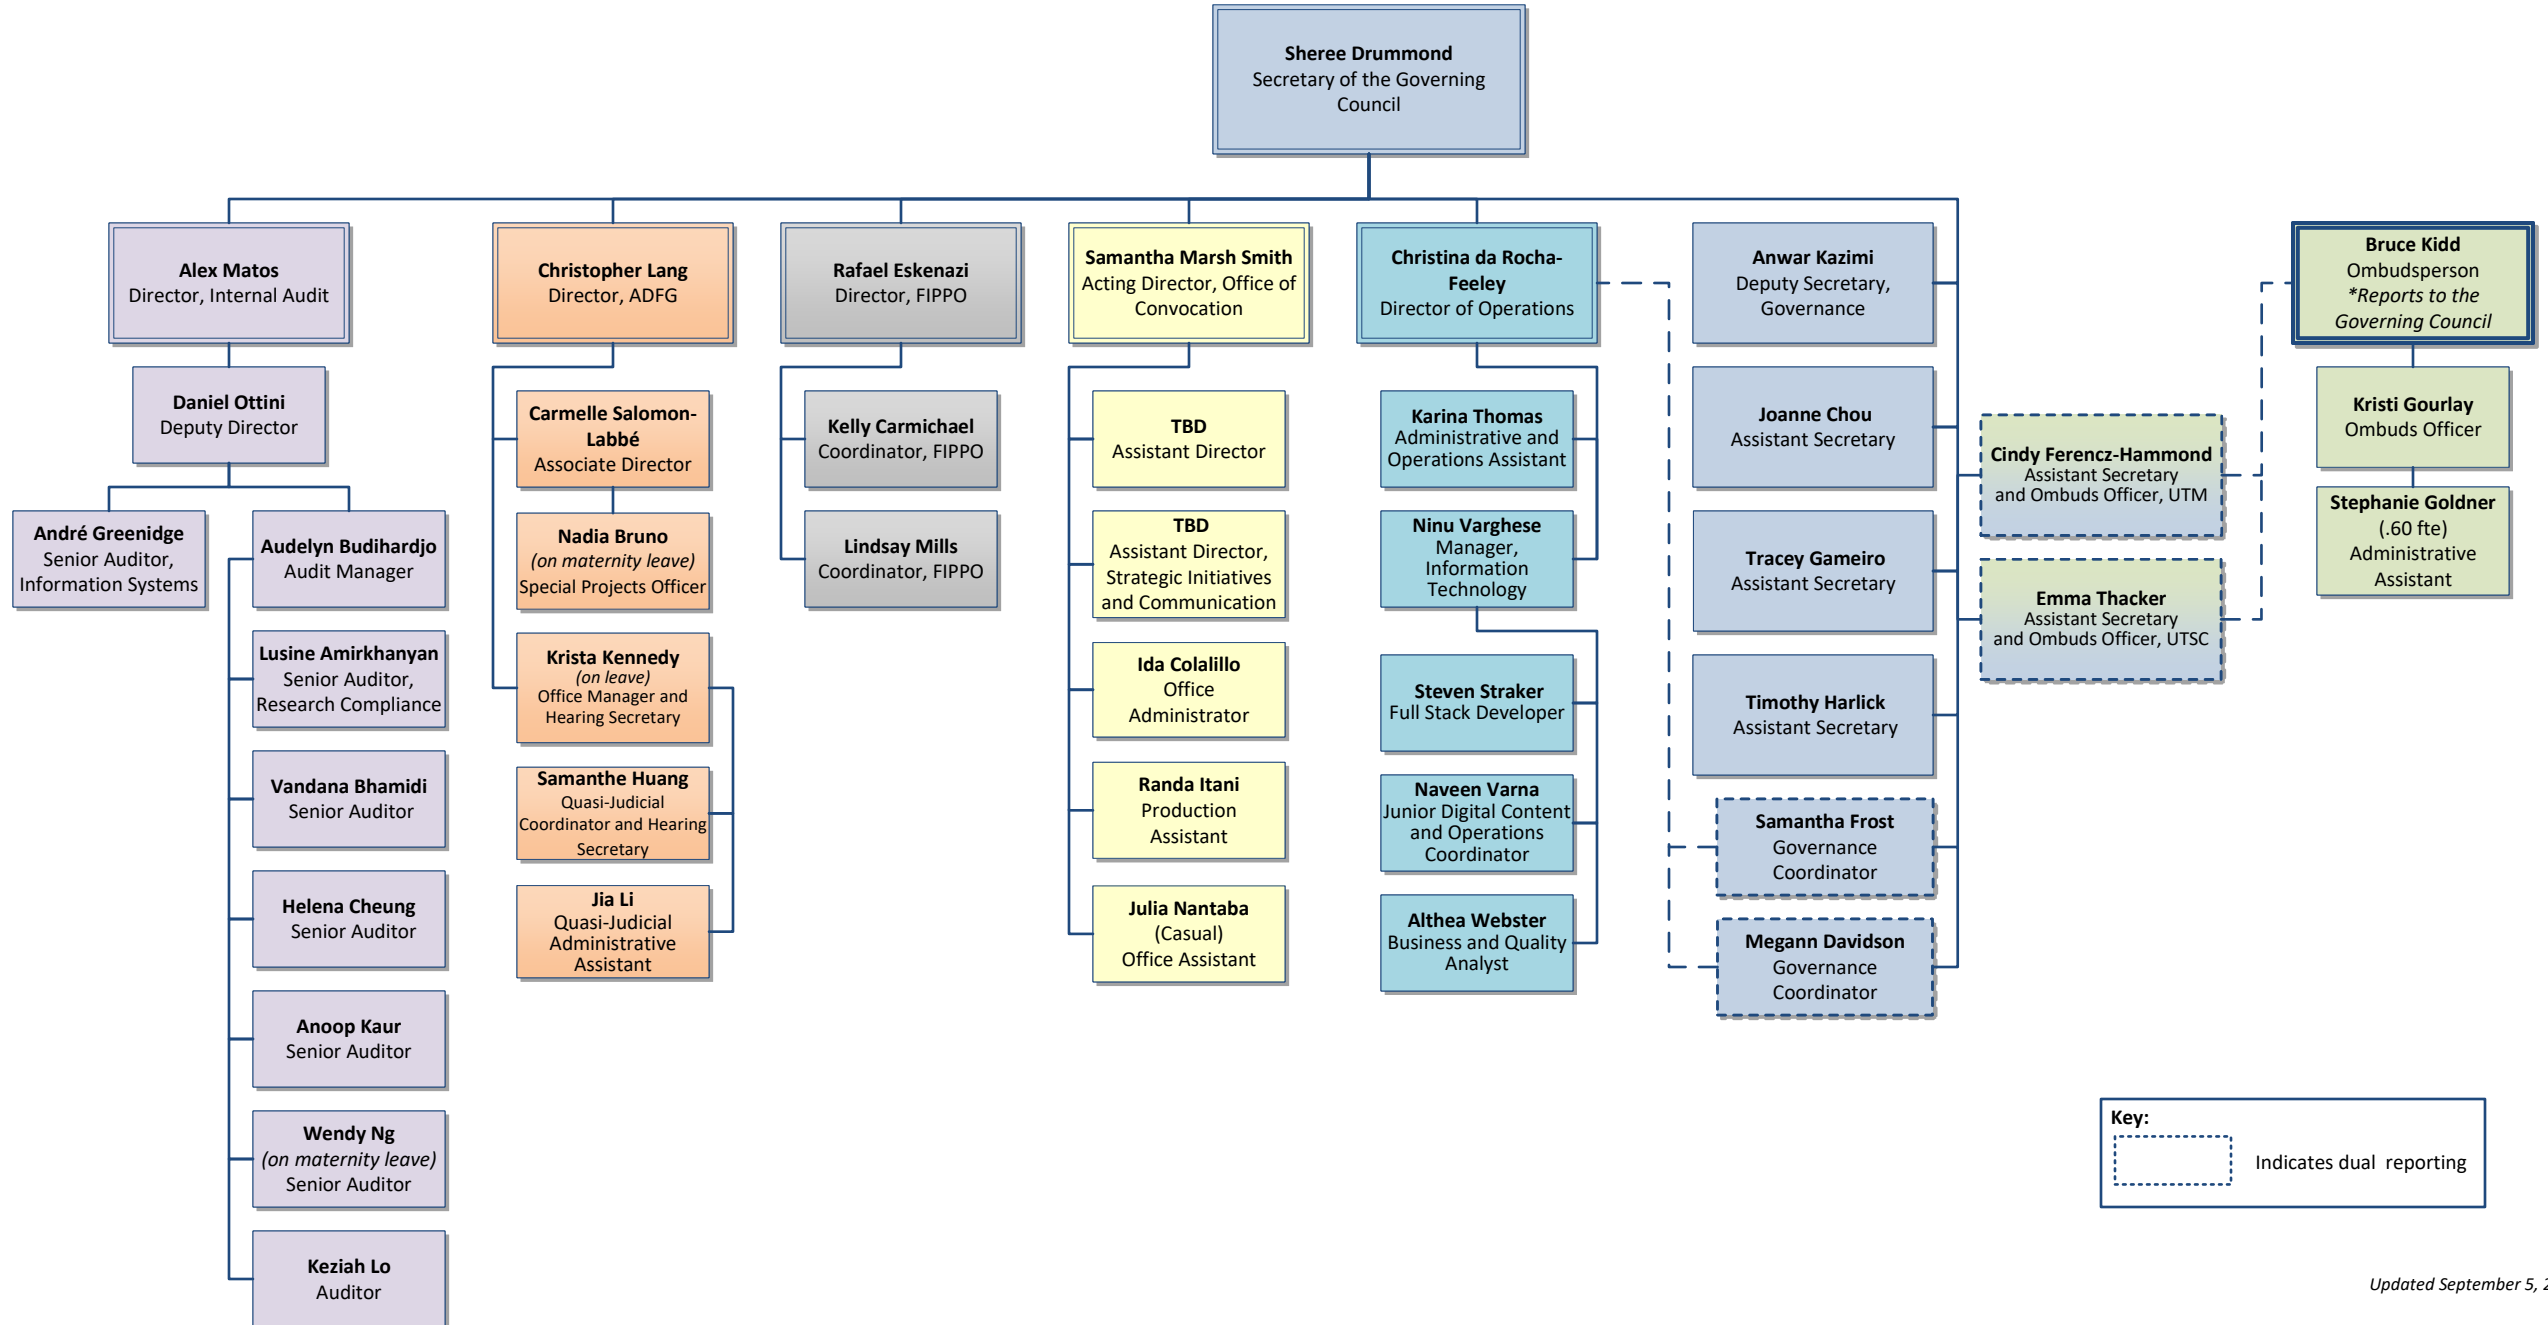 Sheree Drummond
Secretary of the Governing
Council
Alex Matos
Director, Internal Audit
Christopher Lang
Director, ADFG
Rafael Eskenazi
Director, FIPPO
Samantha Marsh Smith
Acting Director, Office of
Convocation
Christina da Rocha-
Feeley
Director of Operations
Anwar Kazimi
Deputy Secretary,
Governance
Bruce Kidd
Ombudsperson
*Reports to the
Governing Council
Daniel Ottini
Deputy Director
André Greenidge
Senior Auditor,
Information Systems
Audelyn Budihardjo
Audit Manager
Lusine Amirkhanyan
Senior Auditor,
Research Compliance
Vandana Bhamidi
Senior Auditor
Helena Cheung
Senior Auditor
Anoop Kaur
Senior Auditor
Wendy Ng
(on maternity leave)
Senior Auditor
Keziah Lo
Auditor
Carmelle Salomon-
Labbé
Associate Director
Nadia Bruno
(on maternity leave)
Special Projects Officer
Krista Kennedy
(on leave)
Office Manager and
Hearing Secretary
Samanthe Huang
Quasi-Judicial
Coordinator and Hearing
Secretary
Jia Li
Quasi-Judicial
Administrative
Assistant
Kelly Carmichael
Coordinator, FIPPO
Lindsay Mills
Coordinator, FIPPO
TBD
Assistant Director
TBD
Assistant Director,
Strategic Initiatives
and Communication
Ida Colalillo
Office
Administrator
Randa Itani
Production
Assistant
Julia Nantaba
(Casual)
Office Assistant
Karina Thomas
Administrative and
Operations Assistant
Ninu Varghese
Manager,
Information
Technology
Steven Straker
Full Stack Developer
Naveen Varna
Junior Digital Content
and Operations
Coordinator
Althea Webster
Business and Quality
Analyst
Joanne Chou
Assistant Secretary
Tracey Gameiro
Assistant Secretary
Timothy Harlick
Assistant Secretary
Samantha Frost
Governance
Coordinator
Megann Davidson
Governance
Coordinator
Cindy Ferencz-Hammond
Assistant Secretary
and Ombuds Officer, UTM
Emma Thacker
Assistant Secretary
and Ombuds Officer, UTSC
Kristi Gourlay
Ombuds Officer
Stephanie Goldner
(.60 fte)
Administrative
Assistant
Key:
Indicates dual reporting
Updated September 5, 2